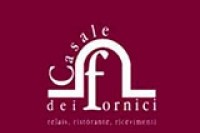 Casale
dei fornici
relais, ristorante, ricevimenti